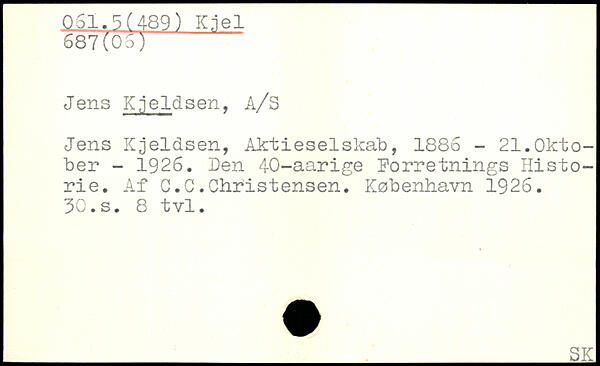 061.5(489) Kjel
687(06)
Jens Kjeldsen, A/S
Jens Kjeldsen, Aktieselskab, 1886 - 21.Okto-
ber - 1926. Den 40-aarige Forretnings Histo-
rie. Af C.C.Christensen. København 1926.
30.s. 8 tvl.
SK